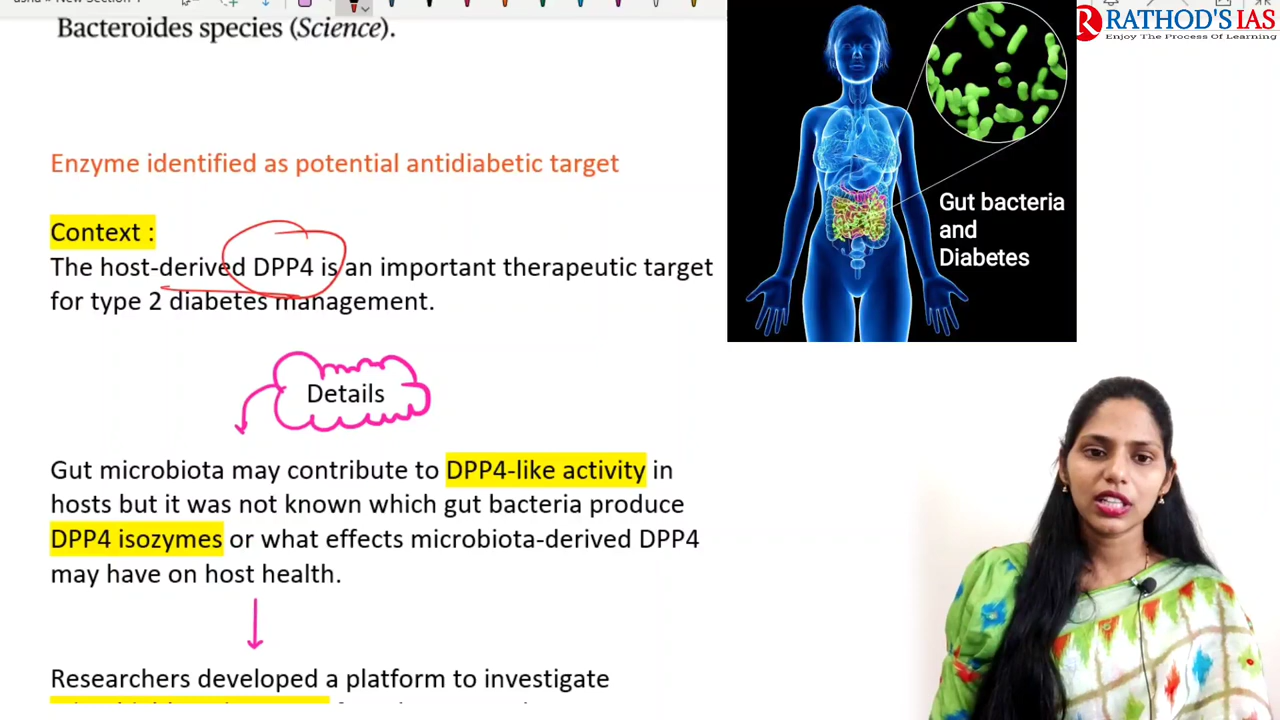 Bacteroides species (Science).
RATHOD'S IAS
Enjoy The Process Of Learning
Enzyme identified as potential antidiabetic target
Context :
The host-derived DPP4 is an important therapeutic target
for type 2 diabetes management.
Gut bacteria
and
Diabetes
Details
Gut microbiota may contribute to DPP4-like activity in
hosts but it was not known which gut bacteria produce
DPP4 isozymes or what effects microbiota-derived DPP4
may have on host health.
Researchers developed a platform to investigate